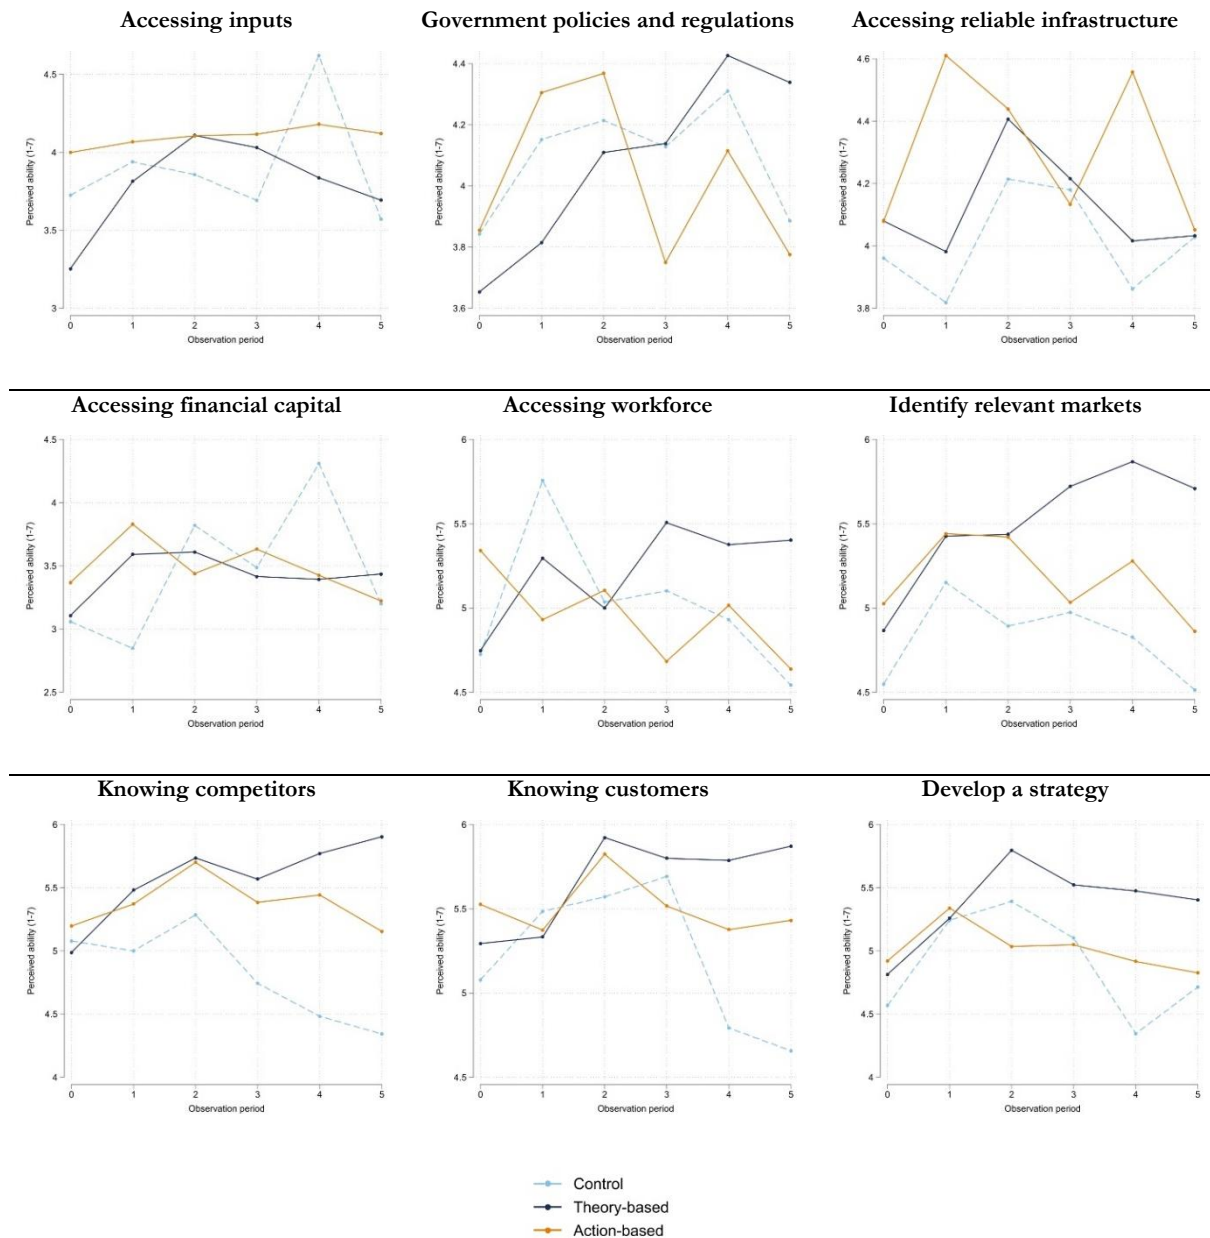 Accessing inputs
Perceived ability (1-7)
4.5
4
3.5
3
0 1 2 3 4 5
Observation period
Government policies and regulations
Perceived ability (1-7)
4.4
4.2
4
3.8
3.6
0 1 2 3 4 5
Observation period
Accessing reliable infrastructure
Perceived ability (1-7)
4.6
4.4
4.2
4
3.8
0 1 2 3 4 5
Observation period
Accessing financial capital
Perceived ability (1-7)
4.5
4
3.5
3
2.5
0 1 2 3 4 5
Observation period
Accessing workforce
Perceived ability (1-7)
6
5.5
5
4.5
0 1 2 3 4 5
Observation period
Identify relevant markets
Perceived ability (1-7)
6
5.5
5
4.5
0 1 2 3 4 5
Observation period
Knowing competitors
Perceived ability (1-7)
6
5.5
5
4.5
4
0 1 2 3 4 5
Observation period
Knowing customers
Perceived ability (1-7)
6
5.5
5
4.5
0 1 2 3 4 5
Observation period
Develop a strategy
Perceived ability (1-7)
6
5.5
5
4.5
4
0 1 2 3 4 5
Observation period
Control
Theory-based
Action-based